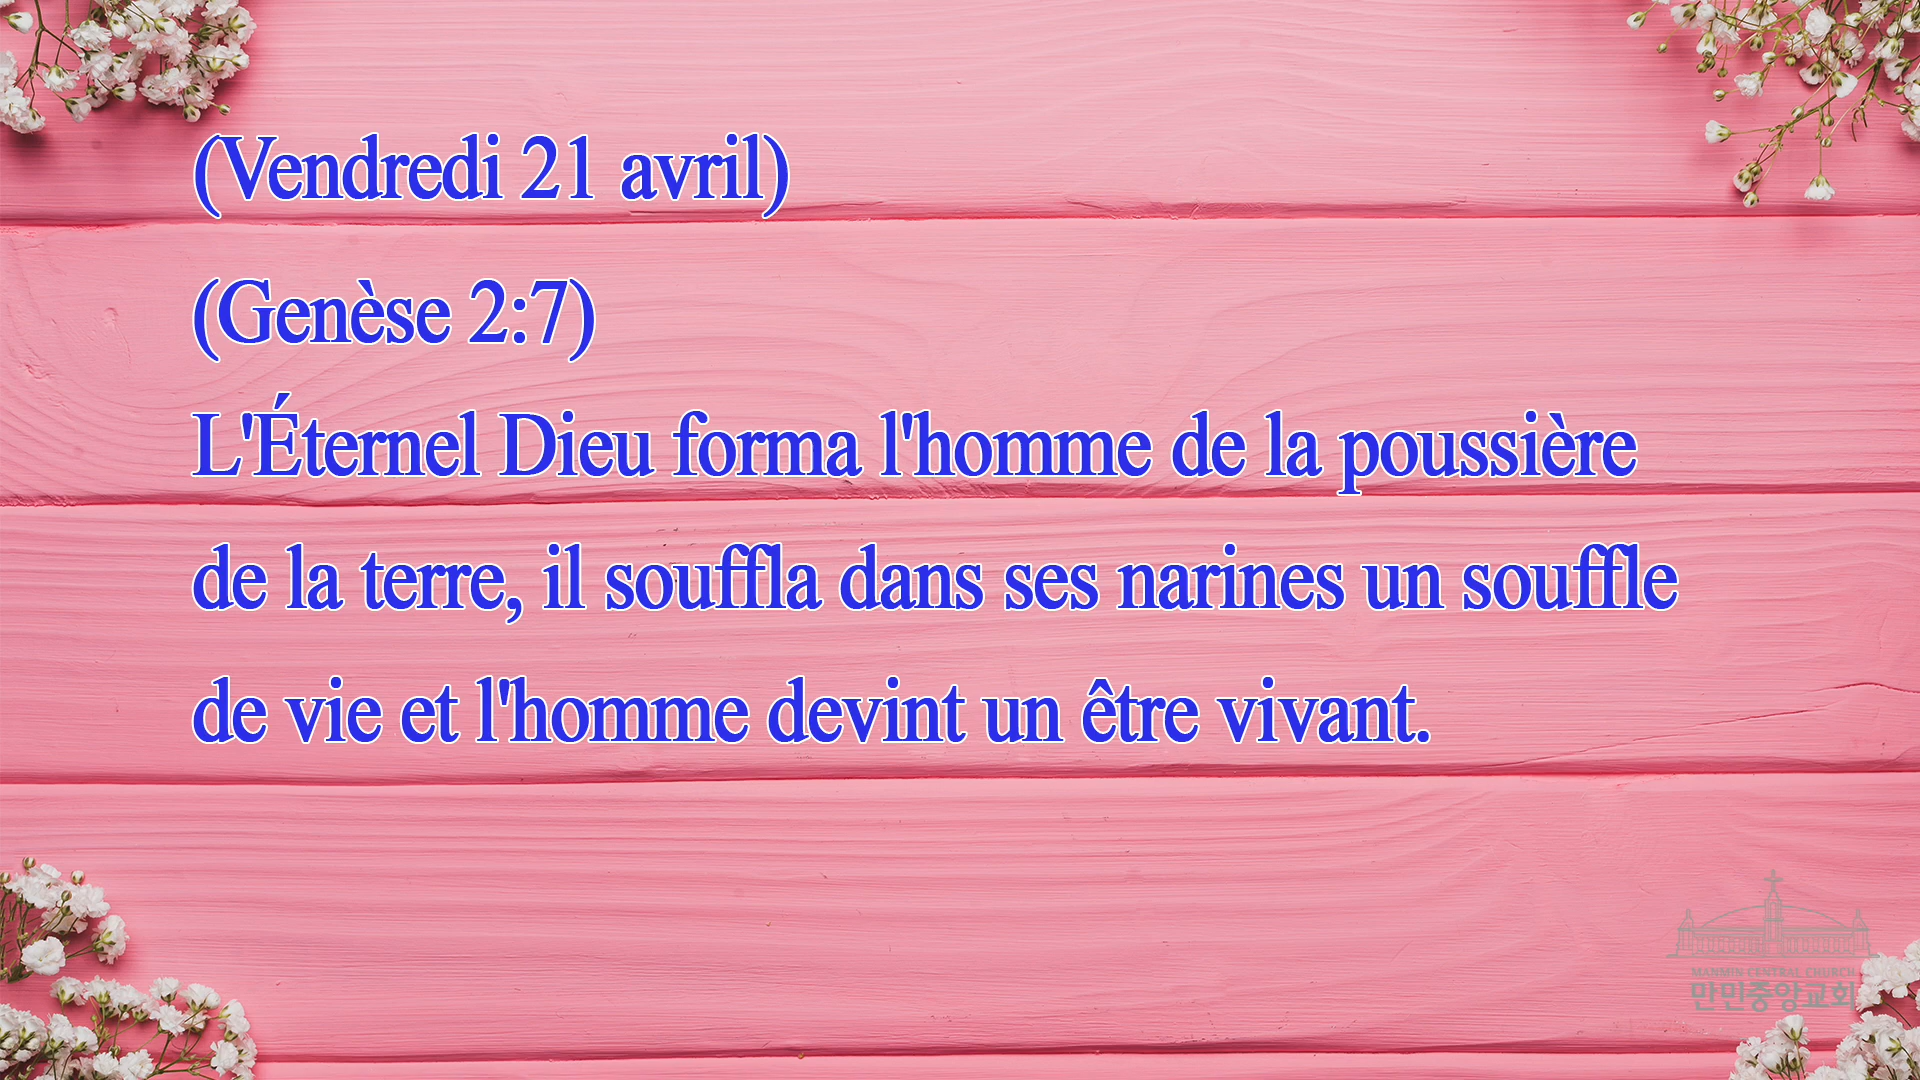 (Vendredi 21 avril)
(Genèse 2:7)
L'Éternel Dieu forma l'homme de la poussière
de la terre, il souffla dans ses narines un souffle
de vie et l'homme devint un être vivant.
MANMIN CENTRAL CHURCH
만민중앙교회